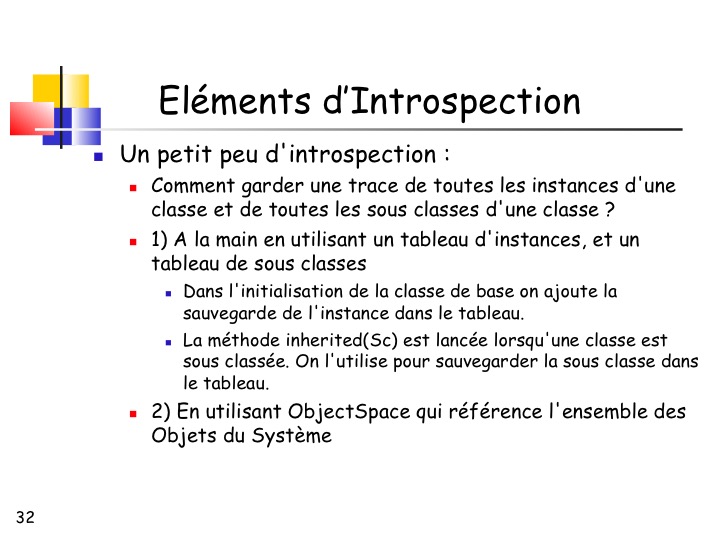 Eléments d’Introspection
Un petit peu d'introspection :
Comment garder une trace de toutes les instances d'une
classe et de toutes les sous classes d'une classe ?
1) A la main en utilisant un tableau d'instances, et un
tableau de sous classes
Dans l'initialisation de la classe de base on ajoute la
sauvegarde de l'instance dans le tableau.
La méthode inherited(Sc) est lancée lorsqu'une classe est
sous classée. On l'utilise pour sauvegarder la sous classe dans
le tableau.
2) En utilisant ObjectSpace qui référence l'ensemble des
Objets du Système
32